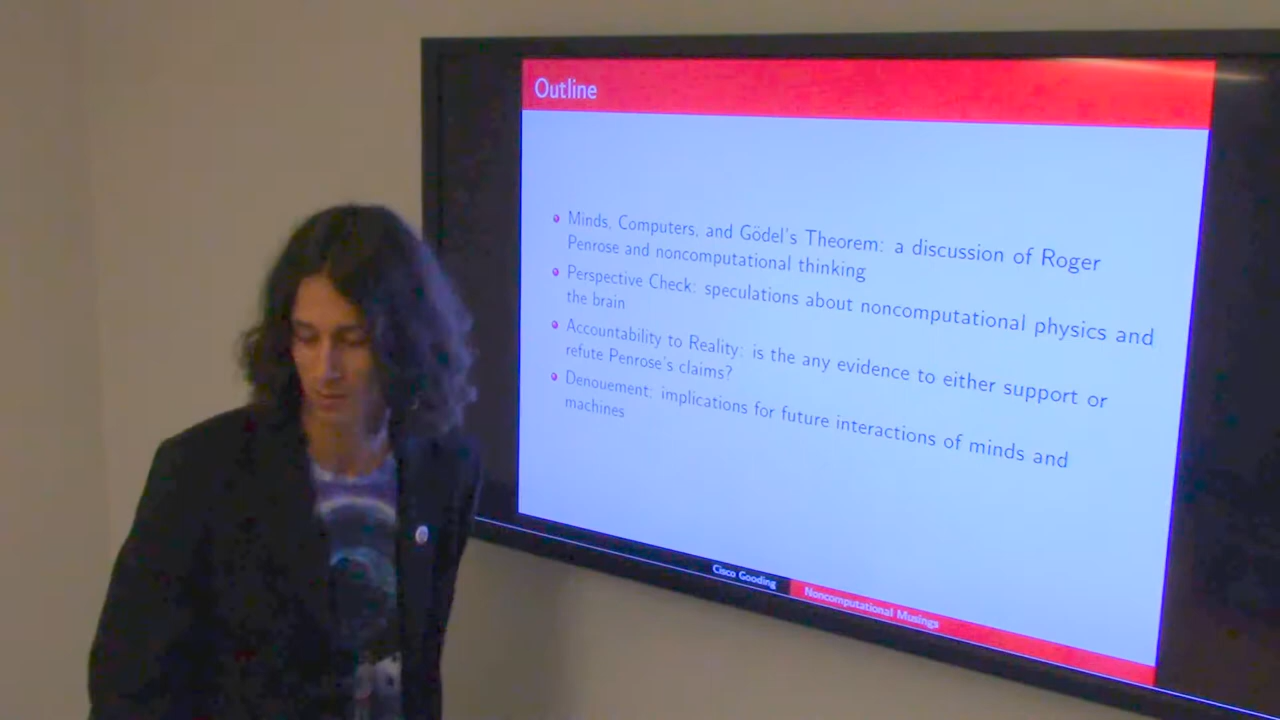 Outline
Minds, Computers, and Gödel's Theorem: a discussion of Roger
Penrose and noncomputational thinking
Perspective Check: speculations about noncomputational physics and
the brain
Accountability to Reality: is the any evidence to either support or
refute Penrose's claims?
Denouement: implications for future interactions of minds and
machines
Cisco Gooding
Noncomputational Musings